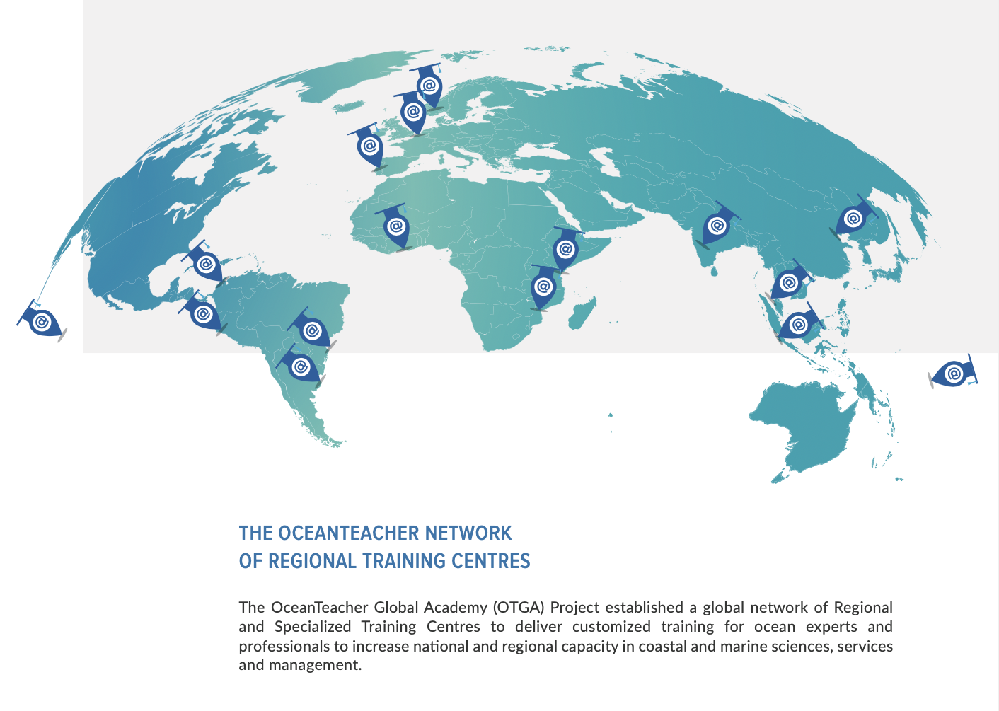 THE OCEANTEACHER NETWORK
OF REGIONAL TRAINING CENTRES
The OceanTeacher Global Academy (OTGA) Project established a global network of Regional
and Specialized Training Centres to deliver customized training for ocean experts and
professionals to increase national and regional capacity in coastal and marine sciences, services
and management.